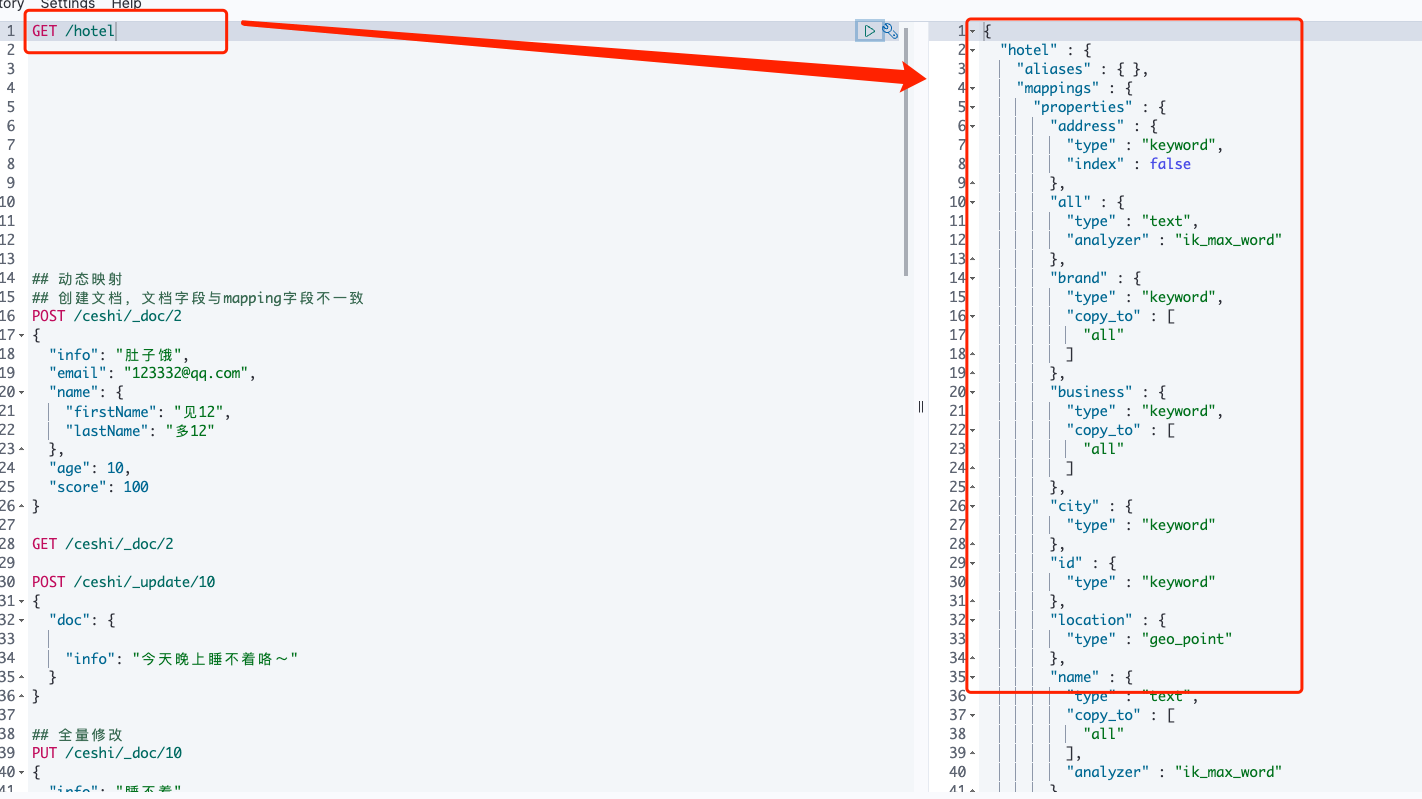 tory Settings Help
1 GET /hotel
2
3
4
5
6
7
8
9
10
11
12
13
14 ## 动态映射
15 ## 创建文档，文档字段与mapping字段不一致
16 POST /ceshi/_doc/2
17 {
18 "info": "肚子饿",
19 "email": "123332@qq.com",
20 "name": {
21 "firstName": "见12",
22 "lastName": "多12"
23 },
24 "age": 10,
25 "score": 100
26 }
27
28 GET /ceshi/_doc/2
29
30 POST /ceshi/_update/10
31 {
32 "doc": {
33
34 "info": "今天晚上睡不着咯～"
35 }
36 }
37
38 ## 全量修改
39 PUT /ceshi/_doc/10
40 {
41 "info": "睡不着"
1 {
2 "hotel" : {
3 "aliases" : { },
4 "mappings" : {
5 "properties" : {
6 "address" : {
7 "type" : "keyword",
8 "index" : false
9 },
10 "all" : {
11 "type" : "text",
12 "analyzer" : "ik_max_word"
13 },
14 "brand" : {
15 "type" : "keyword",
16 "copy_to" : [
17 "all"
18 ]
19 },
20 "business" : {
21 "type" : "keyword",
22 "copy_to" : [
23 "all"
24 ]
25 },
26 "city" : {
27 "type" : "keyword"
28 },
29 "id" : {
30 "type" : "keyword"
31 },
32 "location" : {
33 "type" : "geo_point"
34 },
35 "name" : {
36 "type" : "text",
37 "copy_to" : [
38 "all"
39 ],
40 "analyzer" : "ik_max_word"
41 }